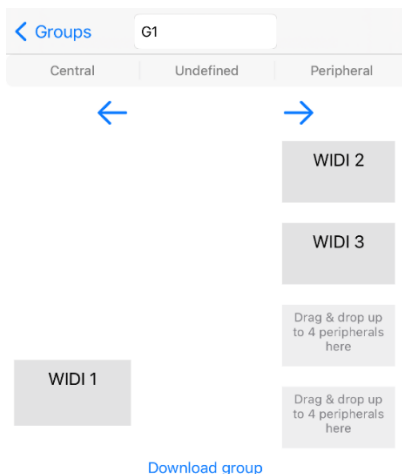 Groups
G1
Central
Undefined
Peripheral
WIDI 2
WIDI 3
Drag & drop up
to 4 peripherals
here
WIDI 1
Drag & drop up
to 4 peripherals
here
Download group